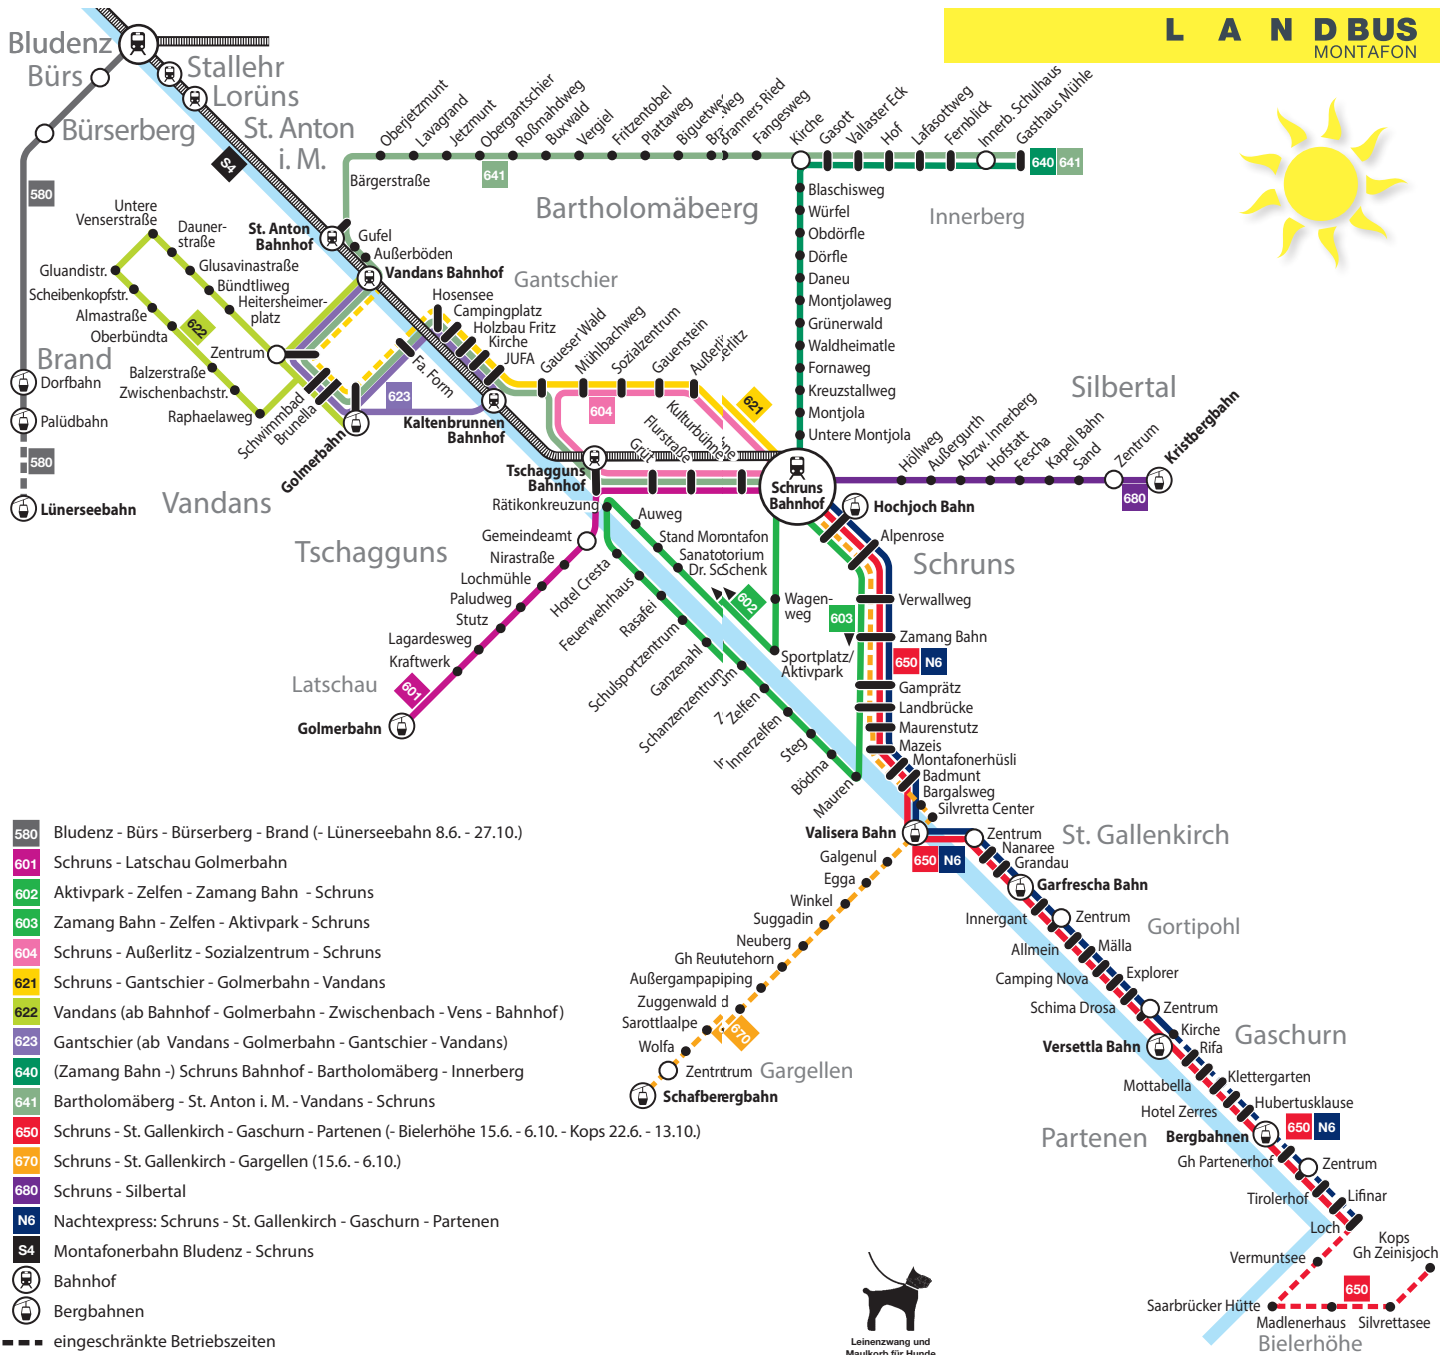 LANDBUS
MONTAFON
Bludenz
Bürs
Bürserberg
Stallehr
Lorüns
St. Anton
i. M.
S4
580
Brand
Dorfbahn
Palüdbahn
580
Lünerseebahn
Vandans
Oberjetzmunt
Lavagrand
Jetzmunt
Obergantschier
Roßmahdweg
Buxwald
Vergiel
Fritzentobel
Plattaweg
Fangesweg
Kirche
Gasott
Vallaster Eck
Hof
Lafasottweg
Fernblick
Innerb. Schulhaus
Gasthaus Mühle
640
641
Bärgerstraße
641
Innerberg
Untere
Venserstraße
Dauner-
straße
Glusavinastraße
Bündtliweg
Heitersheimer-
platz
Gluandistr.
Scheibenkopfstr.
Almastraße
Oberbündta
622
Zentrum
Balzerstraße
Zwischenbachstr.
Raphaelaweg
Schwimmbad
Brunella
Golmerbahn
St. Anton
Bahnhof
Gufel
Außerböden
Vandans Bahnhof
Gantschier
Hosensee
Campingplatz
Holzbau Fritz
Kirche
JUFA
Fa. Form
623
Kaltenbrunnen
Bahnhof
Gaueser Wald
Mühlbachweg
Sozialzentrum
Gauenstein
604
621
Tschagguns
Bahnhof
Grüt
Flurstraße
Schruns
Bahnhof
Blaschisweg
Würfel
Obdörfle
Dörfle
Daneu
Montjolaweg
Grünerwald
Waldheimatle
Fornaweg
Kreuzstallweg
Montjola
Untere Montjola
Silbertal
Höllweg
Außergurth
Abzw. Innerberg
Hofstatt
Fescha
Kapell Bahn
Sand
Zentrum
Kristbergbahn
680
Rätikonkreuzung
Gemeindeamt
Nirastraße
Lochmühle
Paludweg
Stutz
Lagardesweg
Kraftwerk
601
Tschagguns
Latschau
Golmerbahn
Auweg
602
Wagen-
weg
Sportplatz/
Aktivpark
Hotel Cresta
Feuerwehrhaus
Rasafei
Schulsportzentrum
Ganzenahl
Schanzenzentrum
Zelfen
Innerzelfen
Steg
Bödma
Mauren
603
Hochjoch Bahn
Alpenrose
Schruns
Verwallweg
Zamang Bahn
650
N6
Gamprätz
Landbrücke
Maurenstutz
Mazeis
Montafonerhüsli
Badmunt
Bargalsweg
Silvretta Center
Valisera Bahn
650
N6
Zentrum
Nanaree
Grandau
St. Gallenkirch
Garfrescha Bahn
Innergant
Zentrum
Gortipohl
Allmein
Mälla
Camping Nova
Explorer
Schima Drosa
Zentrum
Kirche
Gaschurn
Versettla Bahn
Rifa
Mottabella
Klettergarten
Hotel Zerres
Hubertusklause
650
N6
Partenen
Bergbahnen
Gh Partenerhof
Zentrum
Tirolerhof
Lifinar
Loch
Kops
Gh Zeinisjoch
Vermuntsee
650
Saarbrücker Hütte
Madlenerhaus
Silvrettasee
Bielerhöhe
Galgenul
Egga
Winkel
Suggadin
Neuberg
Sarottlaalpe
670
Wolfa
Gargellen
580 Bludenz - Bürs - Bürserberg - Brand (- Lünerseebahn 8.6. - 27.10.)
601 Schruns - Latschau Golmerbahn
602 Aktivpark - Zelfen - Zamang Bahn - Schruns
603 Zamang Bahn - Zelfen - Aktivpark - Schruns
604 Schruns - Außerlitz - Sozialzentrum - Schruns
621 Schruns - Gantschier - Golmerbahn - Vandans
622 Vandans (ab Bahnhof - Golmerbahn - Zwischenbach - Vens - Bahnhof)
623 Gantschier (ab Vandans - Golmerbahn - Gantschier - Vandans)
640 (Zamang Bahn -) Schruns Bahnhof - Bartholomäberg - Innerberg
641 Bartholomäberg - St. Anton i. M. - Vandans - Schruns
650 Schruns - St. Gallenkirch - Gaschurn - Partenen (- Bielerhöhe 15.6. - 6.10. - Kops 22.6. - 13.10.)
670 Schruns - St. Gallenkirch - Gargellen (15.6. - 6.10.)
680 Schruns - Silbertal
N6 Nachtexpress: Schruns - St. Gallenkirch - Gaschurn - Partenen
S4 Montafonerbahn Bludenz - Schruns
Bahnhof
Bergbahnen
eingeschränkte Betriebszeiten
Leinenzwang und
Maulkorb für Hunde